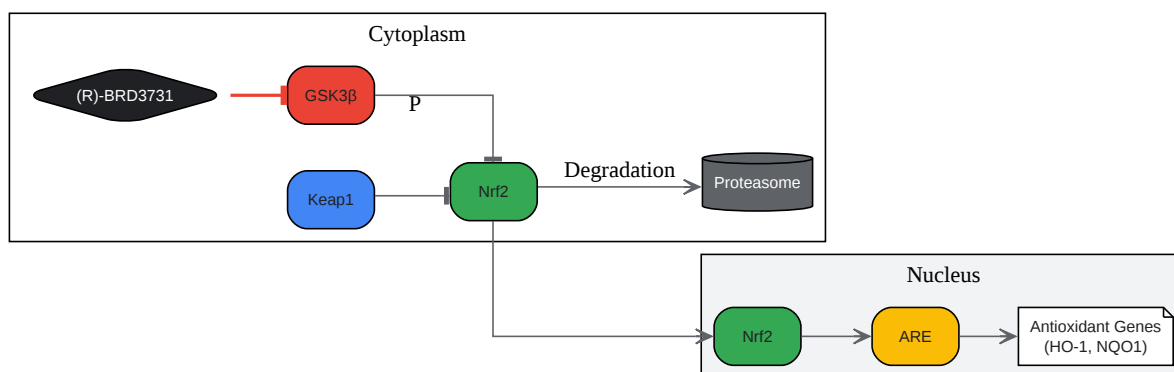 Cytoplasm
(R)-BRD3731
GSK3β
P
Keap1
Nrf2
Degradation
Proteasome
Nucleus
Nrf2
ARE
Antioxidant Genes
(HO-1, NQO1)